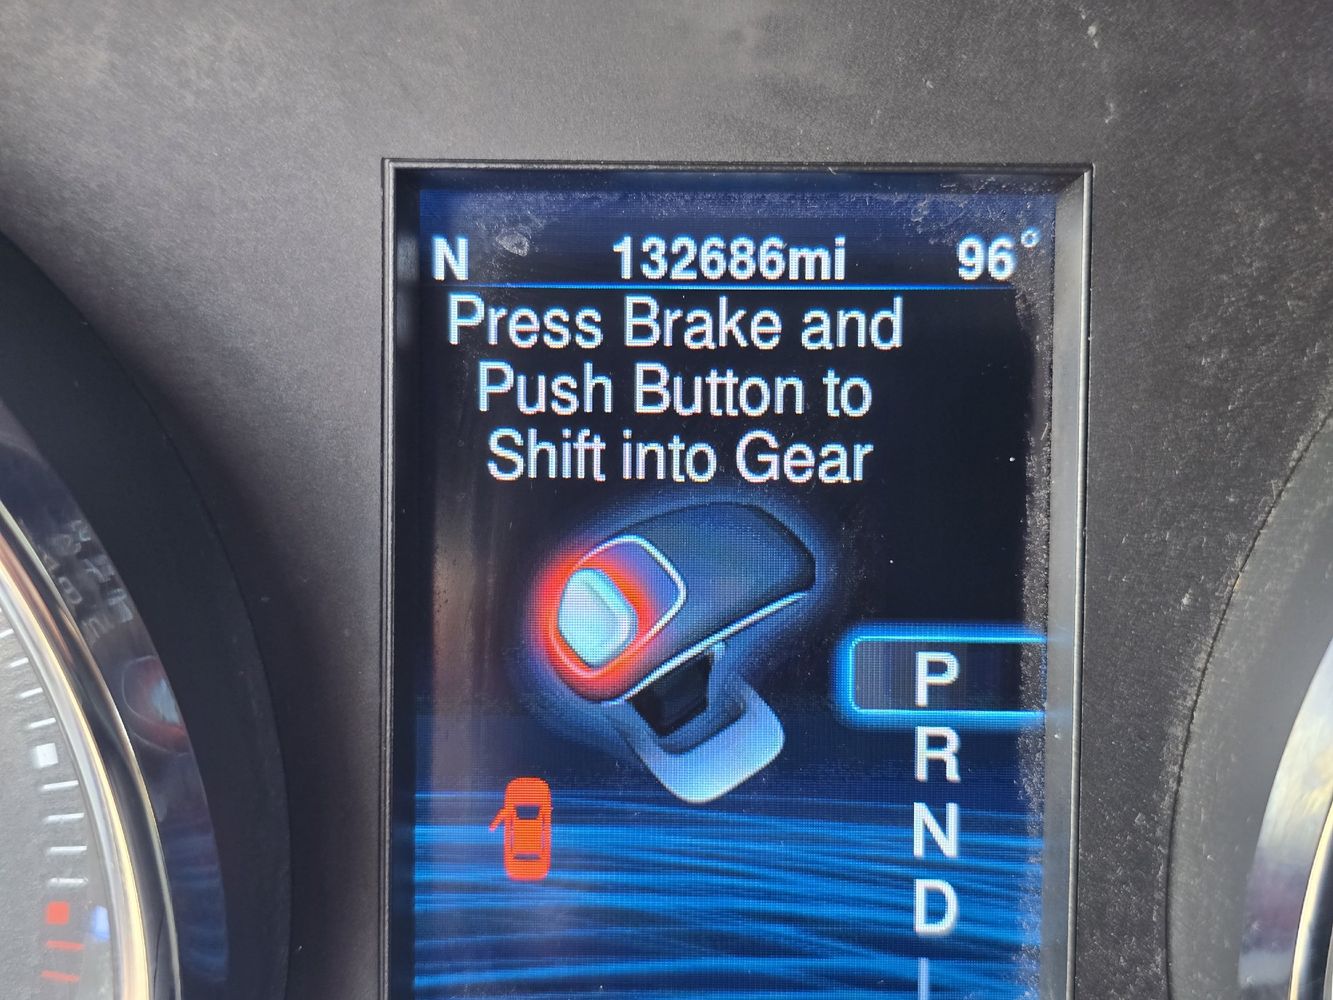 N 132686mi 96°
Press Brake and
Push Button to
Shift into Gear
P
R
N
D